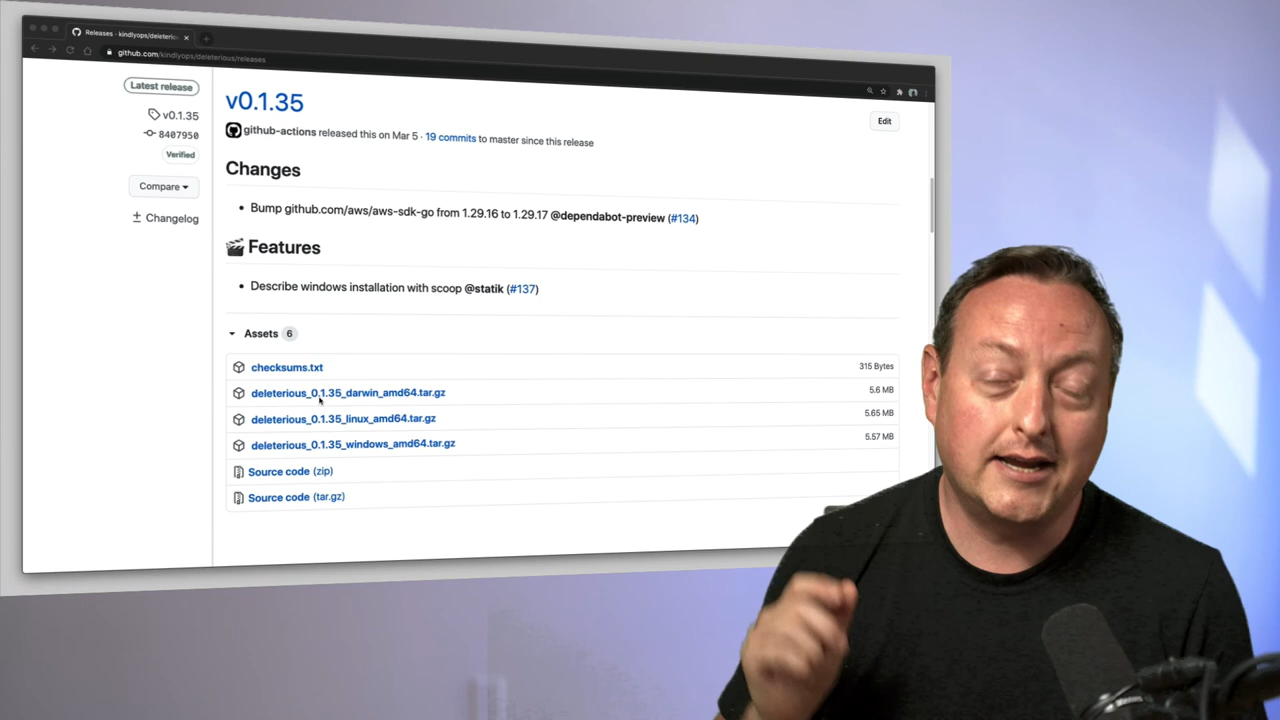 Releases · kindlyops/deleterio
github.com/kindlyops/deleterious/releases
Latest release
v0.1.35
8407950
Verified
Compare
Changelog
v0.1.35
Edit
github-actions released this on Mar 5 · 19 commits to master since this release
Changes
• Bump github.com/aws/aws-sdk-go from 1.29.16 to 1.29.17 @dependabot-preview (#134)
🎬 Features
• Describe windows installation with scoop @statik (#137)
Assets 6
checksums.txt 315 Bytes
deleterious_0.1.35_darwin_amd64.tar.gz 5.6 MB
deleterious_0.1.35_linux_amd64.tar.gz 5.65 MB
deleterious_0.1.35_windows_amd64.tar.gz 5.57 MB
Source code (zip)
Source code (tar.gz)